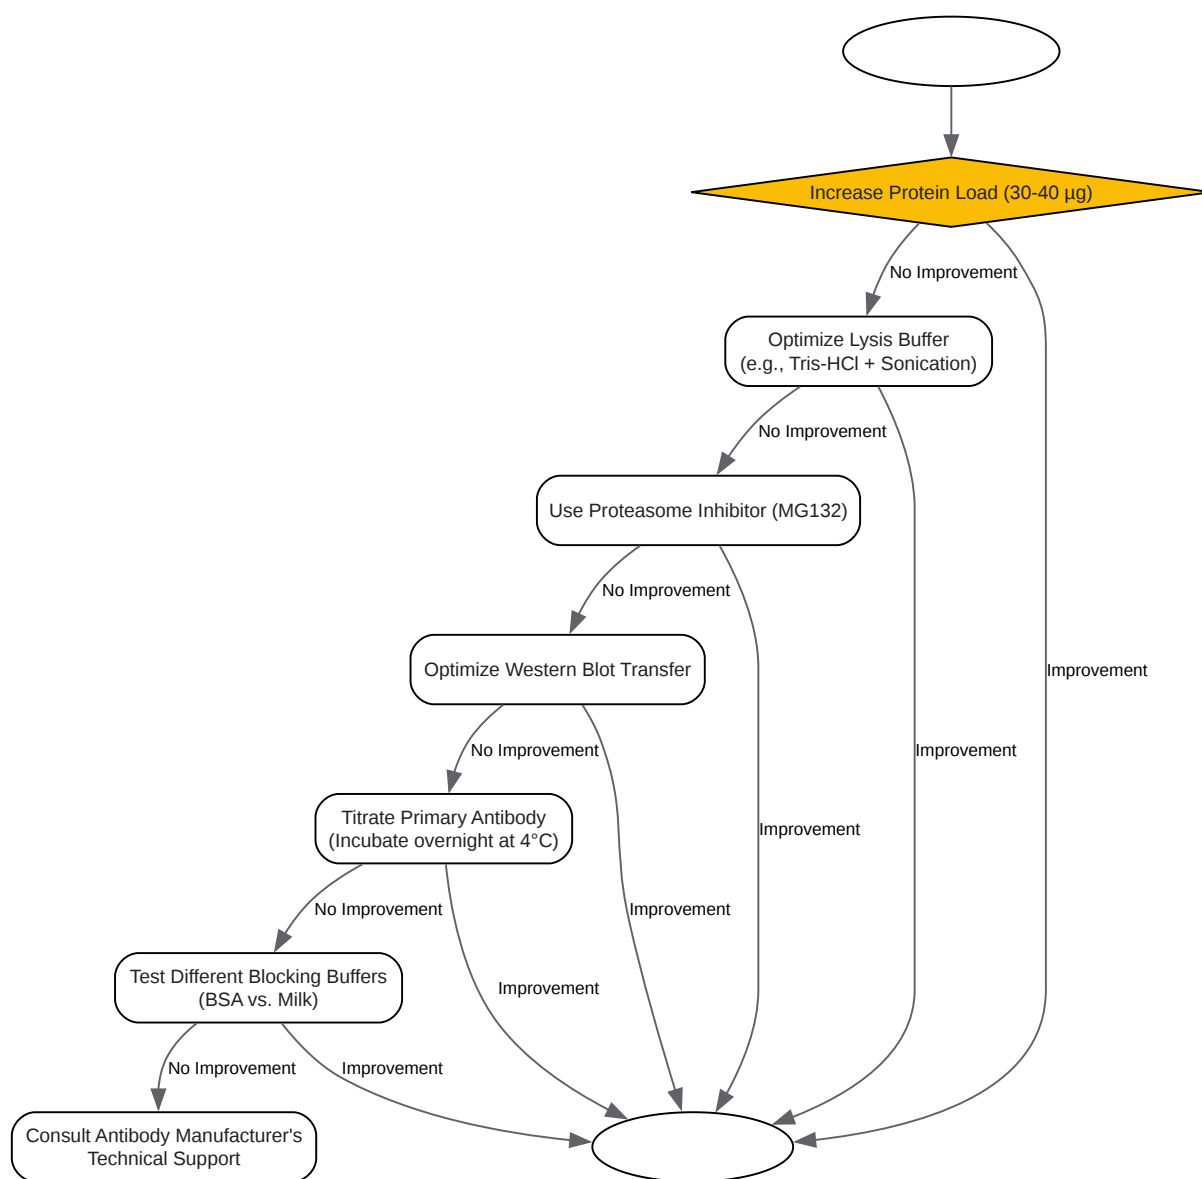 Increase Protein Load (30-40 µg)
No Improvement
Optimize Lysis Buffer
(e.g., Tris-HCl + Sonication)
No Improvement
Use Proteasome Inhibitor (MG132)
No Improvement
Optimize Western Blot Transfer
Improvement
No Improvement
Improvement
Titrate Primary Antibody
(Incubate overnight at 4°C)
Improvement
No Improvement
Improvement
Test Different Blocking Buffers
(BSA vs. Milk)
Improvement
No Improvement
Improvement
Consult Antibody Manufacturer's
Technical Support